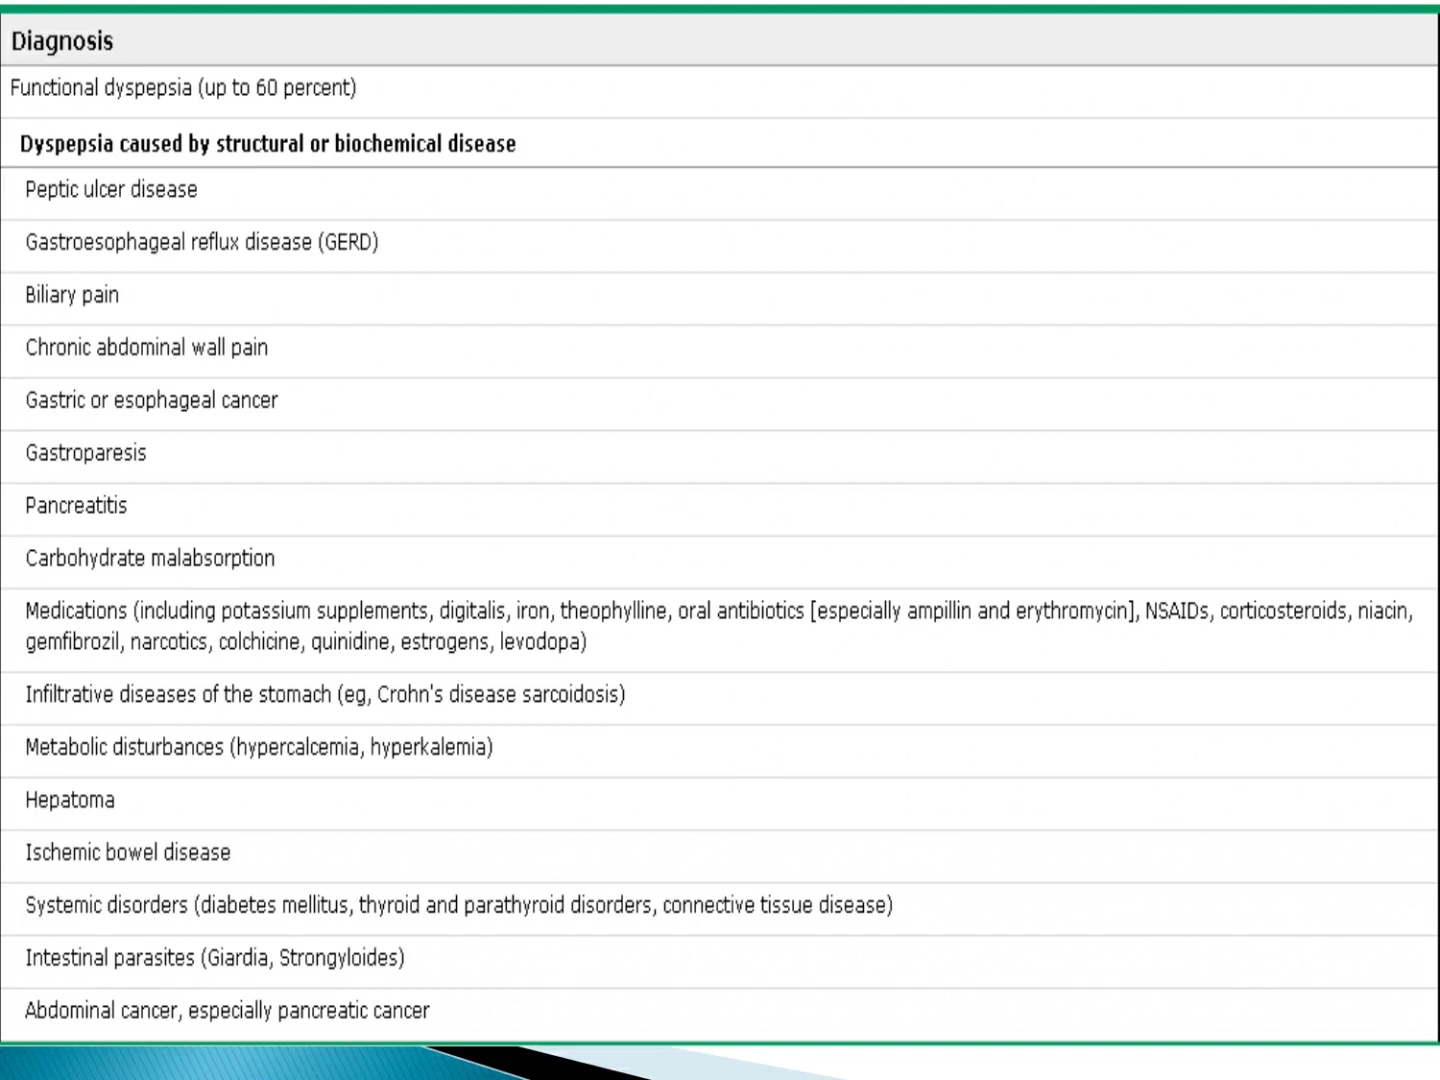 Diagnosis
Functional dyspepsia (up to 60 percent)
Dyspepsia caused by structural or biochemical disease
Peptic ulcer disease
Gastroesophageal reflux disease (GERD)
Biliary pain
Chronic abdominal wall pain
Gastric or esophageal cancer
Gastroparesis
Pancreatitis
Carbohydrate malabsorption
Medications (including potassium supplements, digitalis, iron, theophylline, oral antibiotics [especially ampillin and erythromycin], NSAIDs, corticosteroids, niacin,
gemfibrozil, narcotics, colchicine, quinidine, estrogens, levodopa)
Infiltrative diseases of the stomach (eg, Crohn's disease sarcoidosis)
Metabolic disturbances (hypercalcemia, hyperkalemia)
Hepatoma
Ischemic bowel disease
Systemic disorders (diabetes mellitus, thyroid and parathyroid disorders, connective tissue disease)
Intestinal parasites (Giardia, Strongyloides)
Abdominal cancer, especially pancreatic cancer